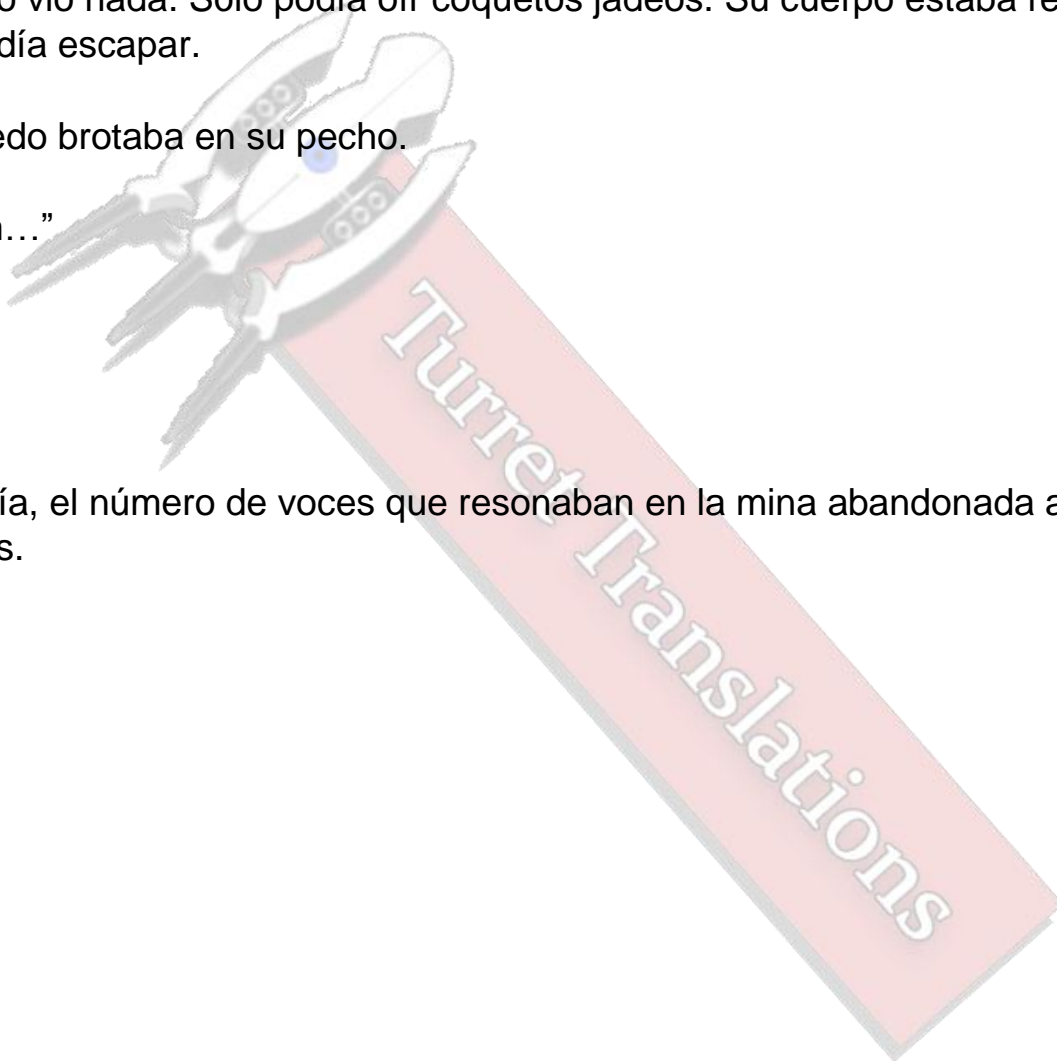 o vio nada. Solo podía oír coquetos jadeos. Su cuerpo estaba re
día escapar.
edo brotaba en su pecho.
…”
ía, el número de voces que resonaban en la mina abandonada a
s.
Turret Translations